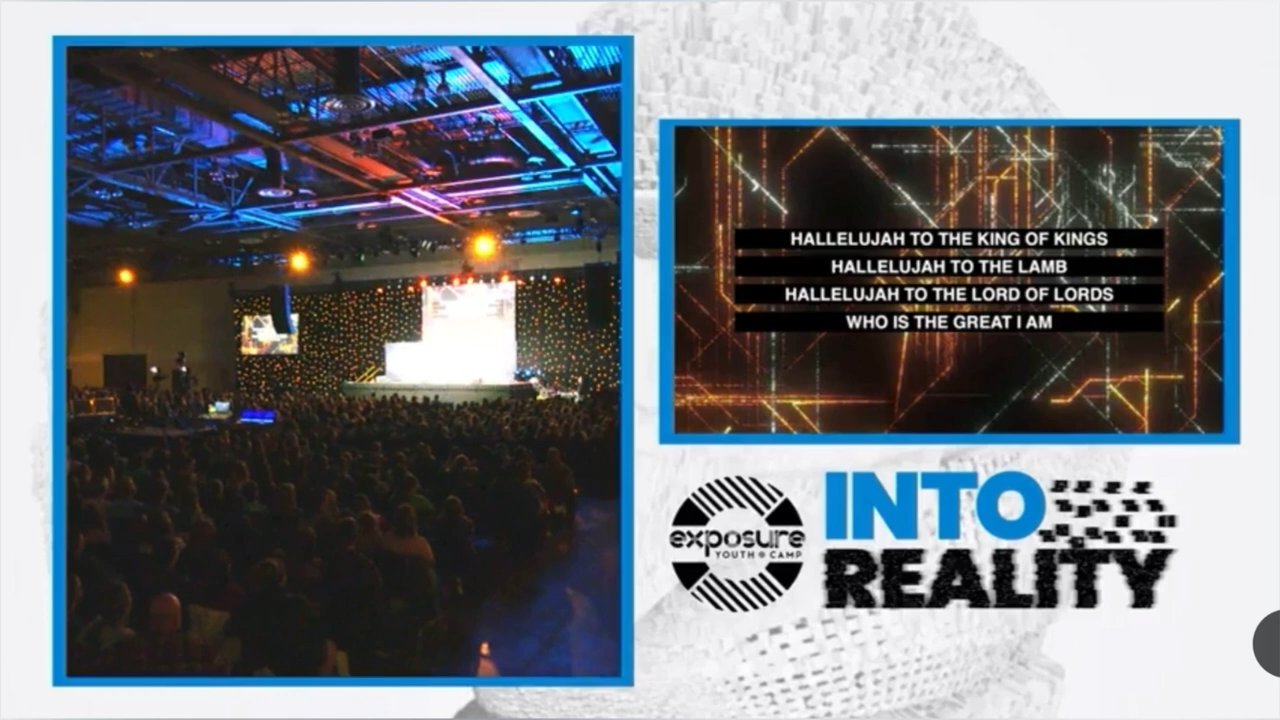 HALLELUJAH TO THE KING OF KINGS
HALLELUJAH TO THE LAMB
HALLELUJAH TO THE LORD OF LORDS
WHO IS THE GREAT I AM
exposure
YOUTH CAMP
INTO
REALITY